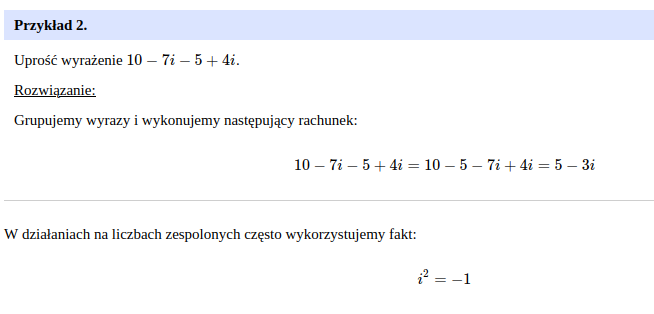 Przykład 2.
Uprość wyrażenie 10 − 7i − 5 + 4i.
Rozwiązanie:
Grupujemy wyrazy i wykonujemy następujący rachunek:
10 − 7i − 5 + 4i = 10 − 5 − 7i + 4i = 5 − 3i
W działaniach na liczbach zespolonych często wykorzystujemy fakt:
i² = −1